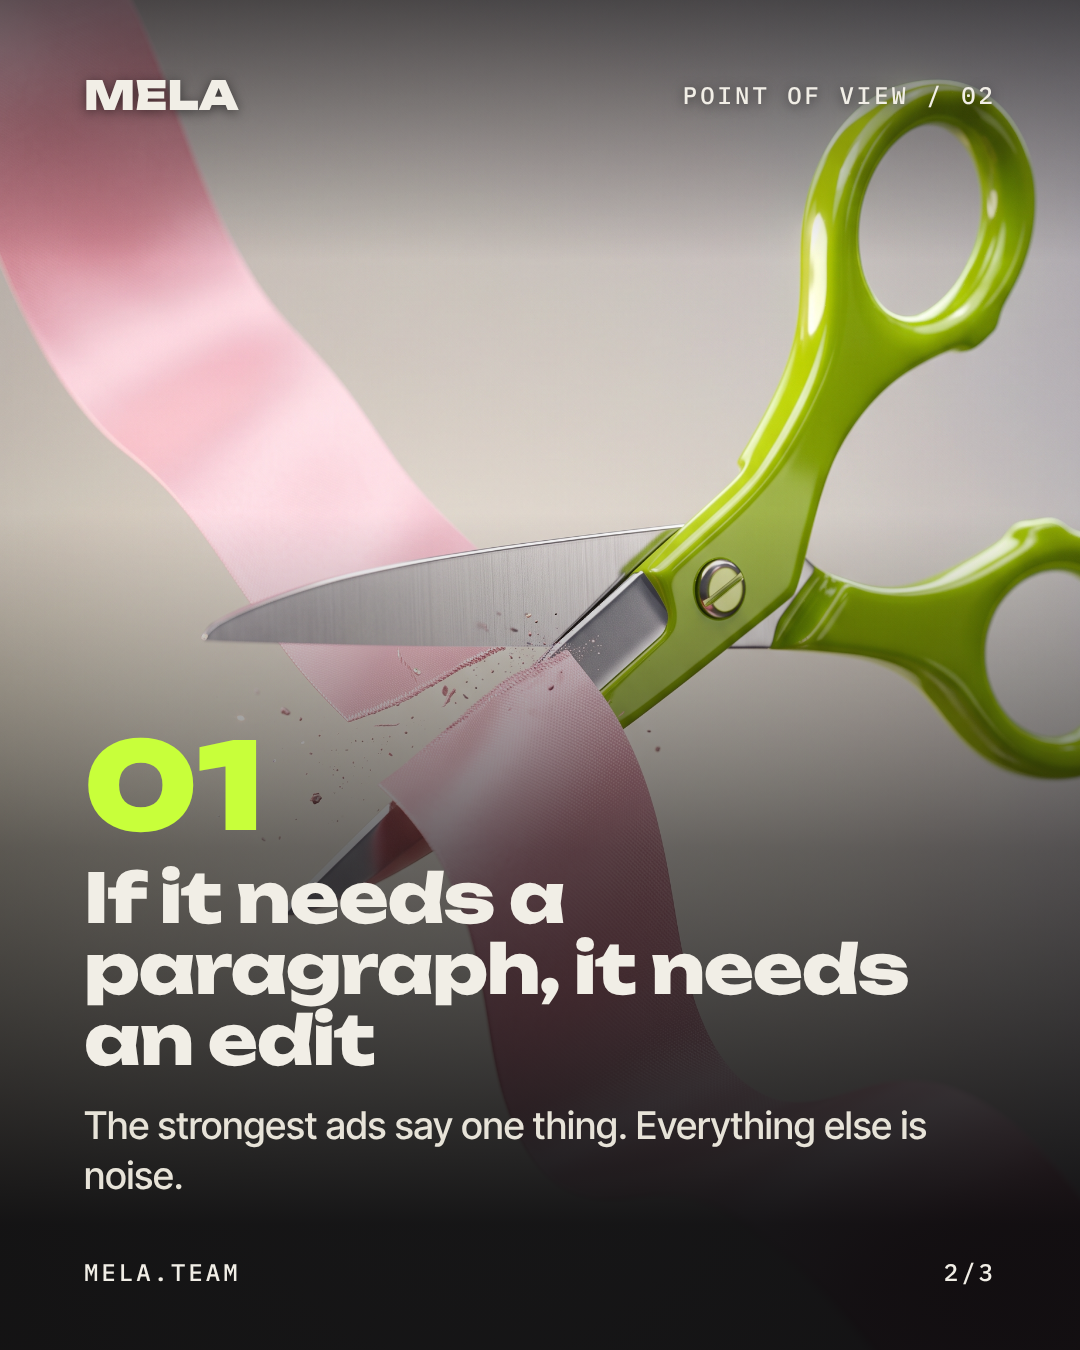 MELA
POINT OF VIEW / 02
01
If it needs a
paragraph, it needs
an edit
The strongest ads say one thing. Everything else is
noise.
MELA.TEAM
2/3